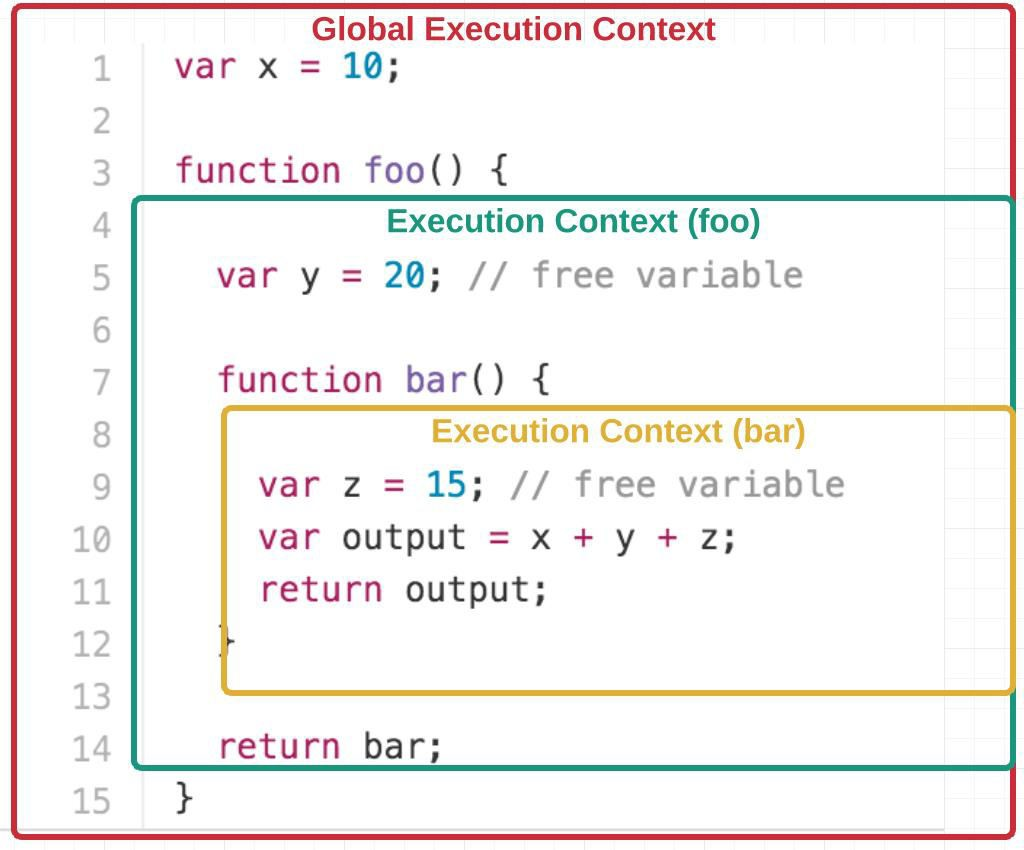 Global Execution Context
1 var x = 10;
2
3 function foo() {
4 Execution Context (foo)
5 var y = 20; // free variable
6
7 function bar() {
8 Execution Context (bar)
9 var z = 15; // free variable
10 var output = x + y + z;
11 return output;
12 }
13
14 return bar;
15 }